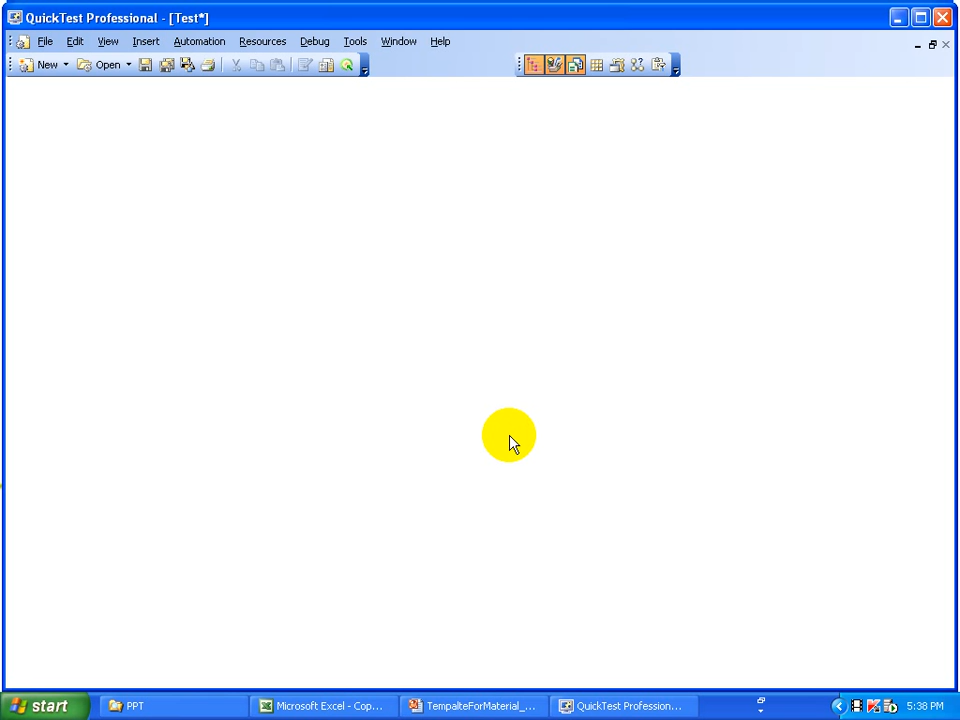 QuickTest Professional - [Test*]
File Edit View Insert Automation Resources Debug Tools Window Help
New Open
start PPT Microsoft Excel - Cop... TempalteForMaterial_... QuickTest Profession... 5:38 PM